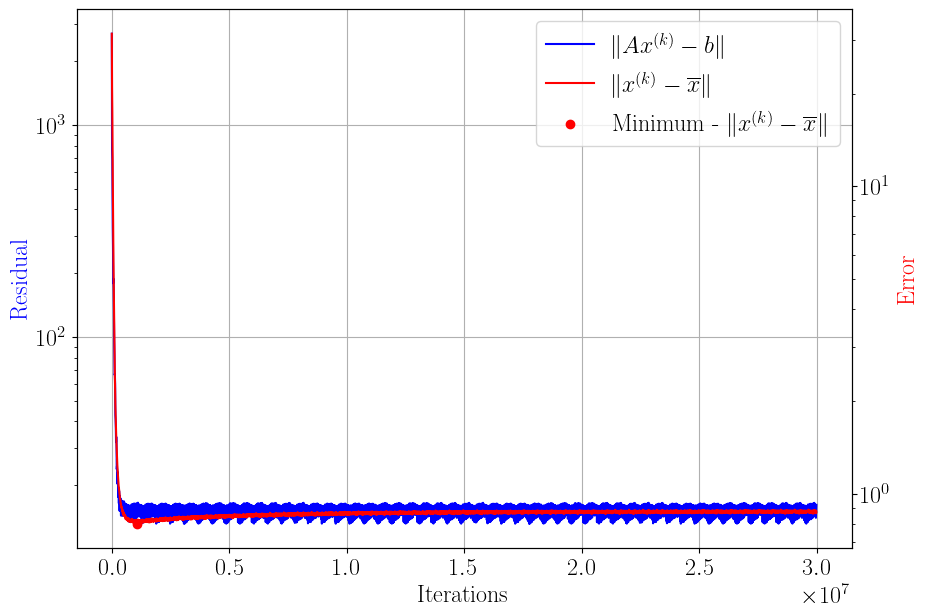 ‖Ax^{(k)} − b‖
‖x^{(k)} − x̅‖
Minimum - ‖x^{(k)} − x̅‖
10^3
10^2
10^1
10^0
Residual
Error
0.0 0.5 1.0 1.5 2.0 2.5 3.0
Iterations
×10^7